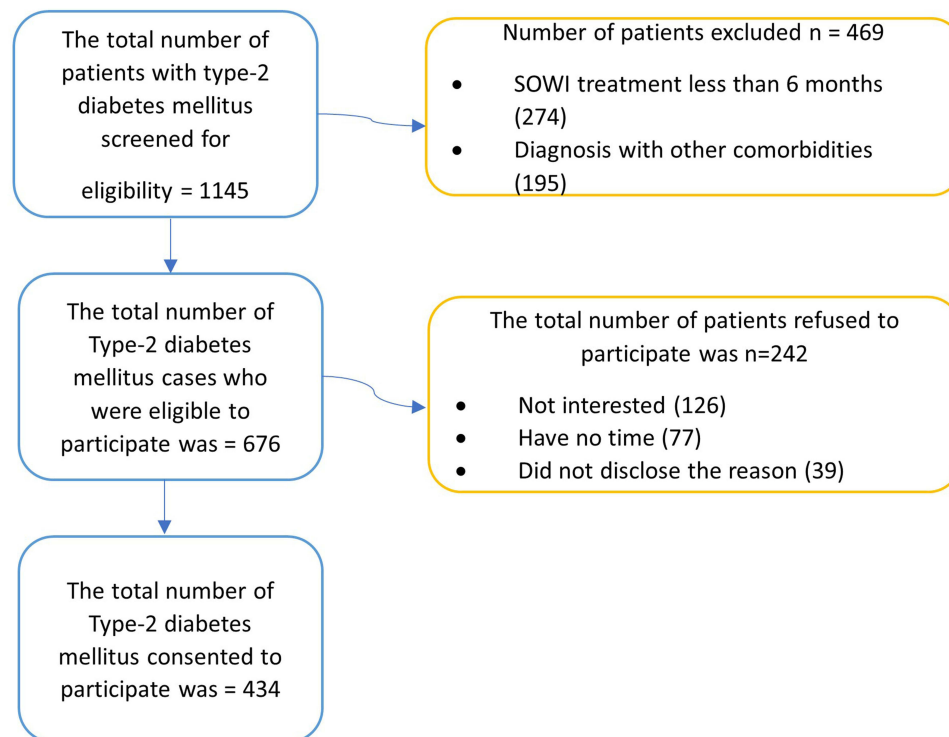 The total number of
patients with type-2
diabetes mellitus
screened for
eligibility = 1145
Number of patients excluded n = 469
• SOWI treatment less than 6 months
(274)
• Diagnosis with other comorbidities
(195)
The total number of
Type-2 diabetes
mellitus cases who
were eligible to
participate was = 676
The total number of patients refused to
participate was n=242
• Not interested (126)
• Have no time (77)
• Did not disclose the reason (39)
The total number of
Type-2 diabetes
mellitus consented to
participate was = 434